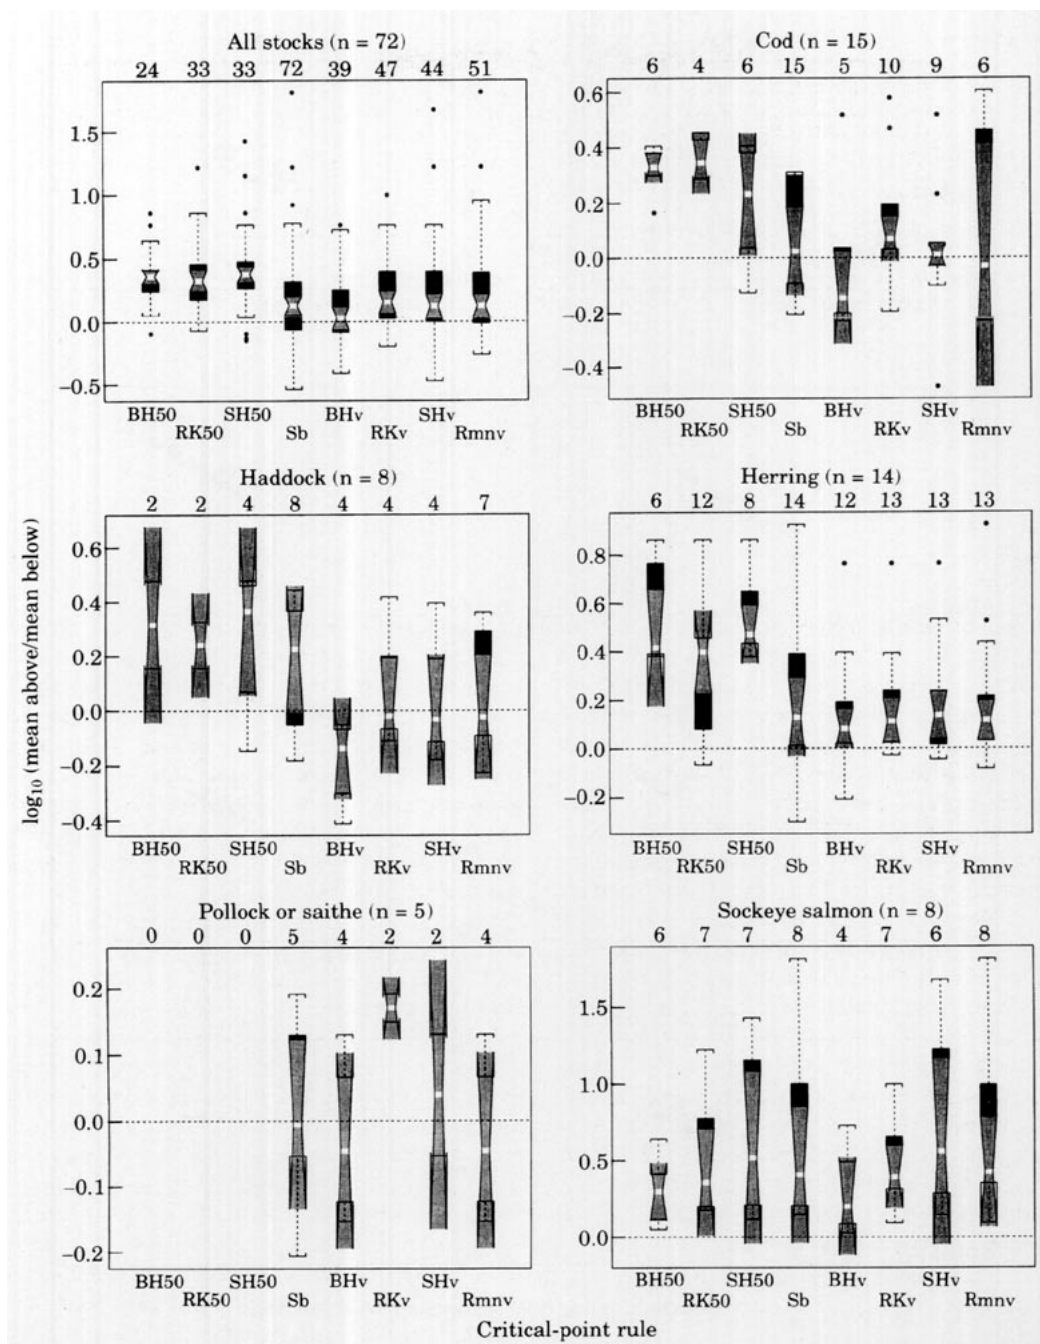 All stocks (n = 72)
24 33 33 72 39 47 44 51
1.5
1.0
0.5
0.0
−0.5
BH50 SH50 BHv SHv
RK50 Sb RKv Rmnv
Cod (n = 15)
6 4 6 15 5 10 9 6
0.6
0.4
0.2
0.0
−0.2
−0.4
BH50 SH50 BHv SHv
RK50 Sb RKv Rmnv
Haddock (n = 8)
2 2 4 8 4 4 4 7
0.6
0.4
0.2
0.0
−0.2
−0.4
BH50 SH50 BHv SHv
RK50 Sb RKv Rmnv
Herring (n = 14)
6 12 8 14 12 13 13 13
0.8
0.6
0.4
0.2
0.0
−0.2
BH50 SH50 BHv SHv
RK50 Sb RKv Rmnv
Pollock or saithe (n = 5)
0 0 0 5 4 2 2 4
0.2
0.1
0.0
−0.1
−0.2
BH50 SH50 BHv SHv
RK50 Sb RKv Rmnv
Sockeye salmon (n = 8)
6 7 7 8 4 7 6 8
1.5
1.0
0.5
0.0
BH50 SH50 BHv SHv
RK50 Sb RKv Rmnv
log10 (mean above/mean below)
Critical-point rule